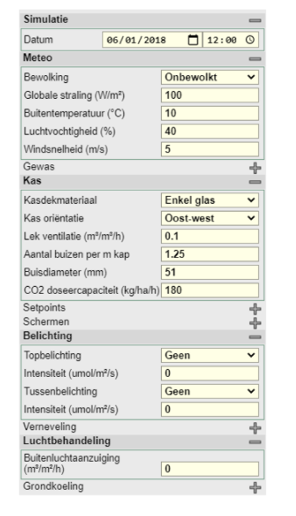 Simulatie
Datum 06/01/2018 12:00
Meteo
Bewolking Onbewolkt
Globale straling (W/m²) 100
Buitentemperatuur (°C) 10
Luchtvochtigheid (%) 40
Windsnelheid (m/s) 5
Gewas
Kas
Kasdekmateriaal Enkel glas
Kas oriëntatie Oost-west
Lek ventilatie (m³/m²/h) 0.1
Aantal buizen per m kap 1.25
Buisdiameter (mm) 51
CO2 doseercapaciteit (kg/ha/h) 180
Setpoints
Schermen
Belichting
Topbelichting Geen
Intensiteit (umol/m²/s) 0
Tussenbelichting Geen
Intensiteit (umol/m²/s) 0
Verneveling
Luchtbehandeling
Buitenluchtaanzuiging
(m³/m²/h) 0
Grondkoeling